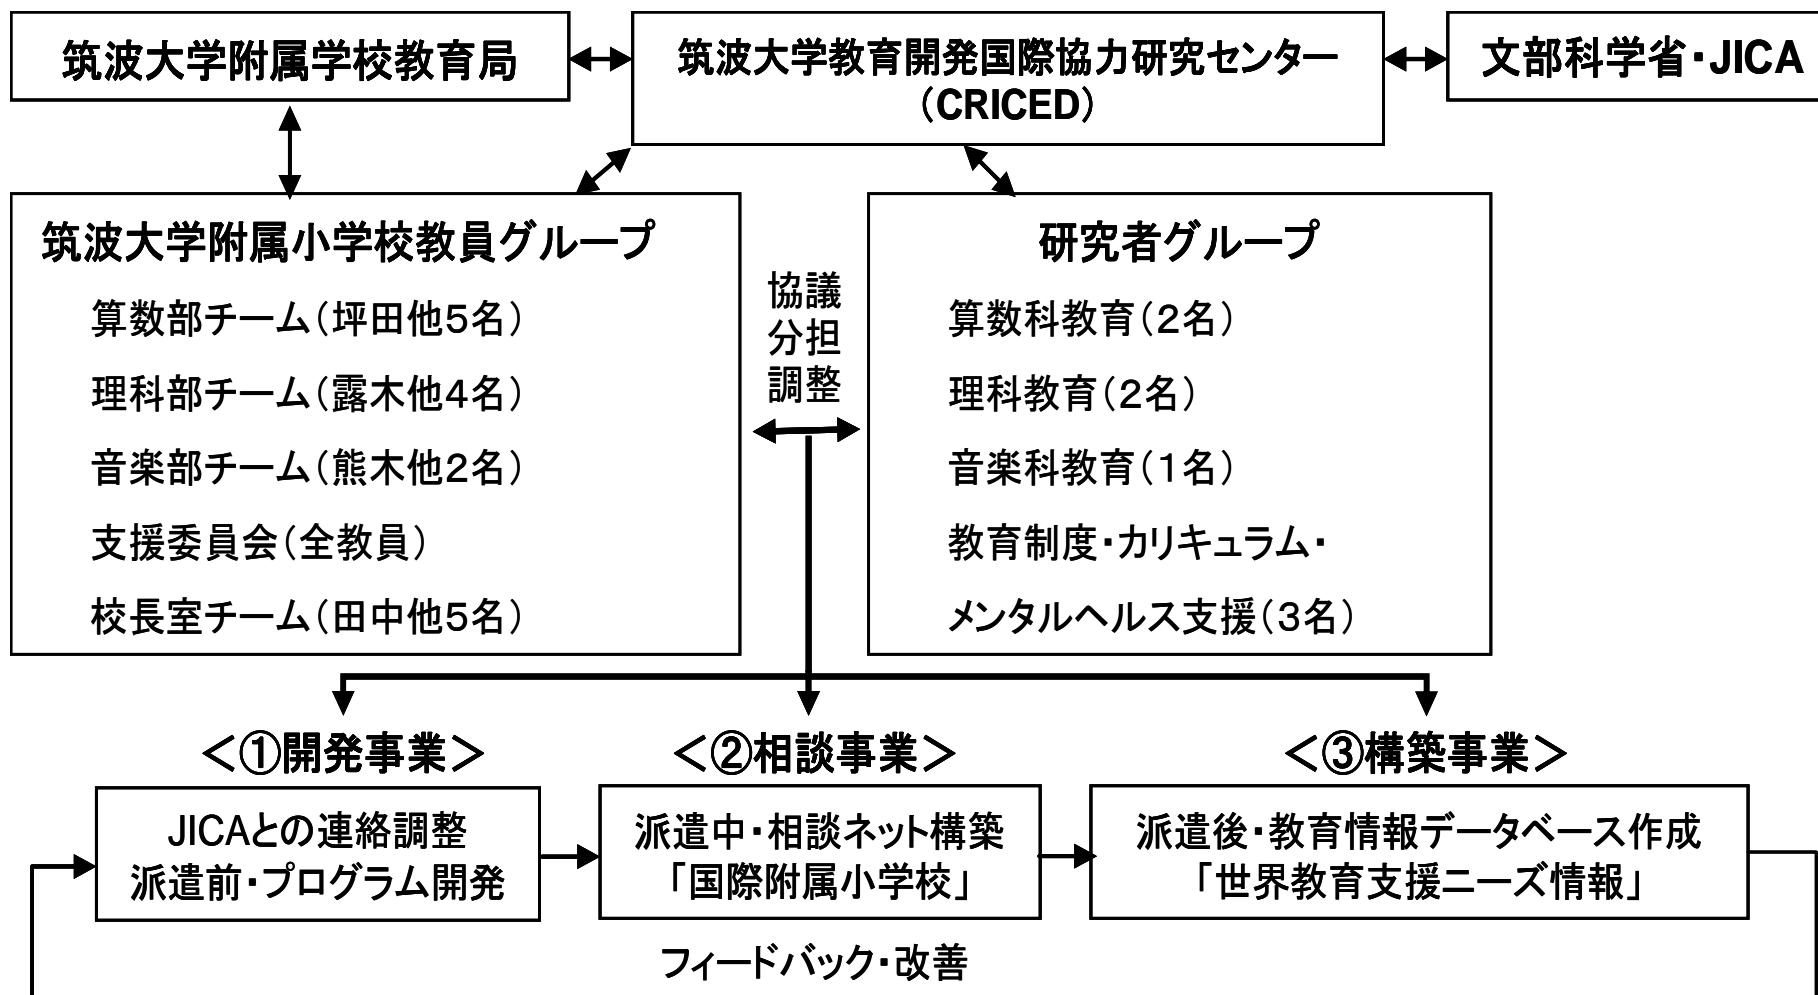 筑波大学附属学校教育局
筑波大学教育開発国際協力研究センター
（CRICED）
文部科学省・JICA
筑波大学附属小学校教員グループ
算数部チーム（坪田他５名）
理科部チーム（露木他４名）
音楽部チーム（熊木他２名）
支援委員会（全教員）
校長室チーム（田中他５名）
協議
分担
調整
研究者グループ
算数科教育（２名）
理科教育（２名）
音楽科教育（１名）
教育制度・カリキュラム・
メンタルヘルス支援（３名）
＜①開発事業＞
JICAとの連絡調整
派遣前・プログラム開発
＜②相談事業＞
派遣中・相談ネット構築
「国際附属小学校」
＜③構築事業＞
派遣後・教育情報データベース作成
「世界教育支援ニーズ情報」
フィードバック・改善